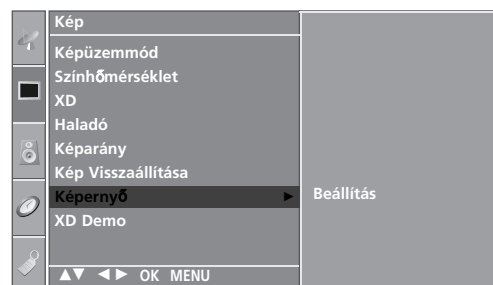 Kép
Képüzemmód
Színhőmérséklet
XD
Haladó
Képarány
Kép Visszaállítása
Képernyő ► Beállítás
XD Demo
▲▼ ◄► OK MENU